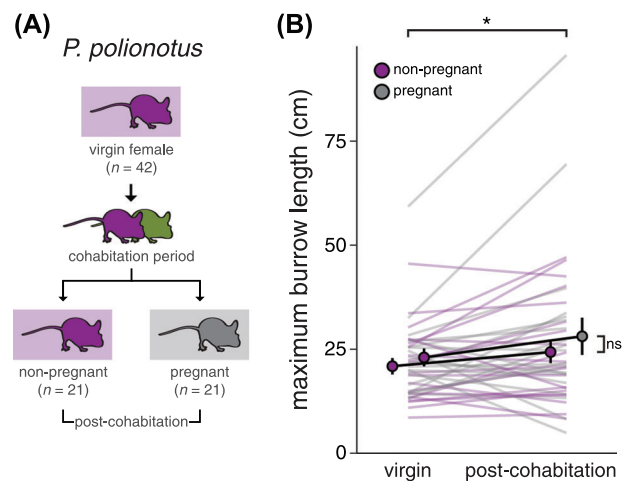 (A)
P. polionotus
virgin female
(n = 42)
cohabitation period
non-pregnant
(n = 21)
pregnant
(n = 21)
post-cohabitation
(B)
*
non-pregnant
pregnant
maximum burrow length (cm)
75
50
25
0
ns
virgin
post-cohabitation